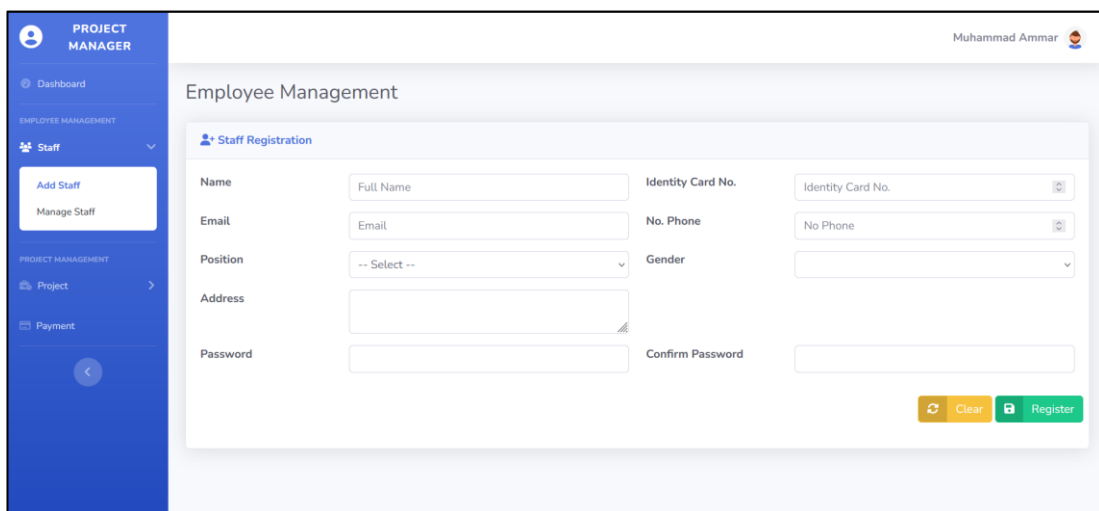 PROJECT
MANAGER
Muhammad Ammar
Dashboard
Employee Management
EMPLOYEE MANAGEMENT
Staff
Add Staff
Manage Staff
PROJECT MANAGEMENT
Project
Payment
Staff Registration
Name
Full Name
Identity Card No.
Identity Card No.
Email
Email
No. Phone
No Phone
Position
-- Select --
Gender
Address
Password
Confirm Password
Clear
Register